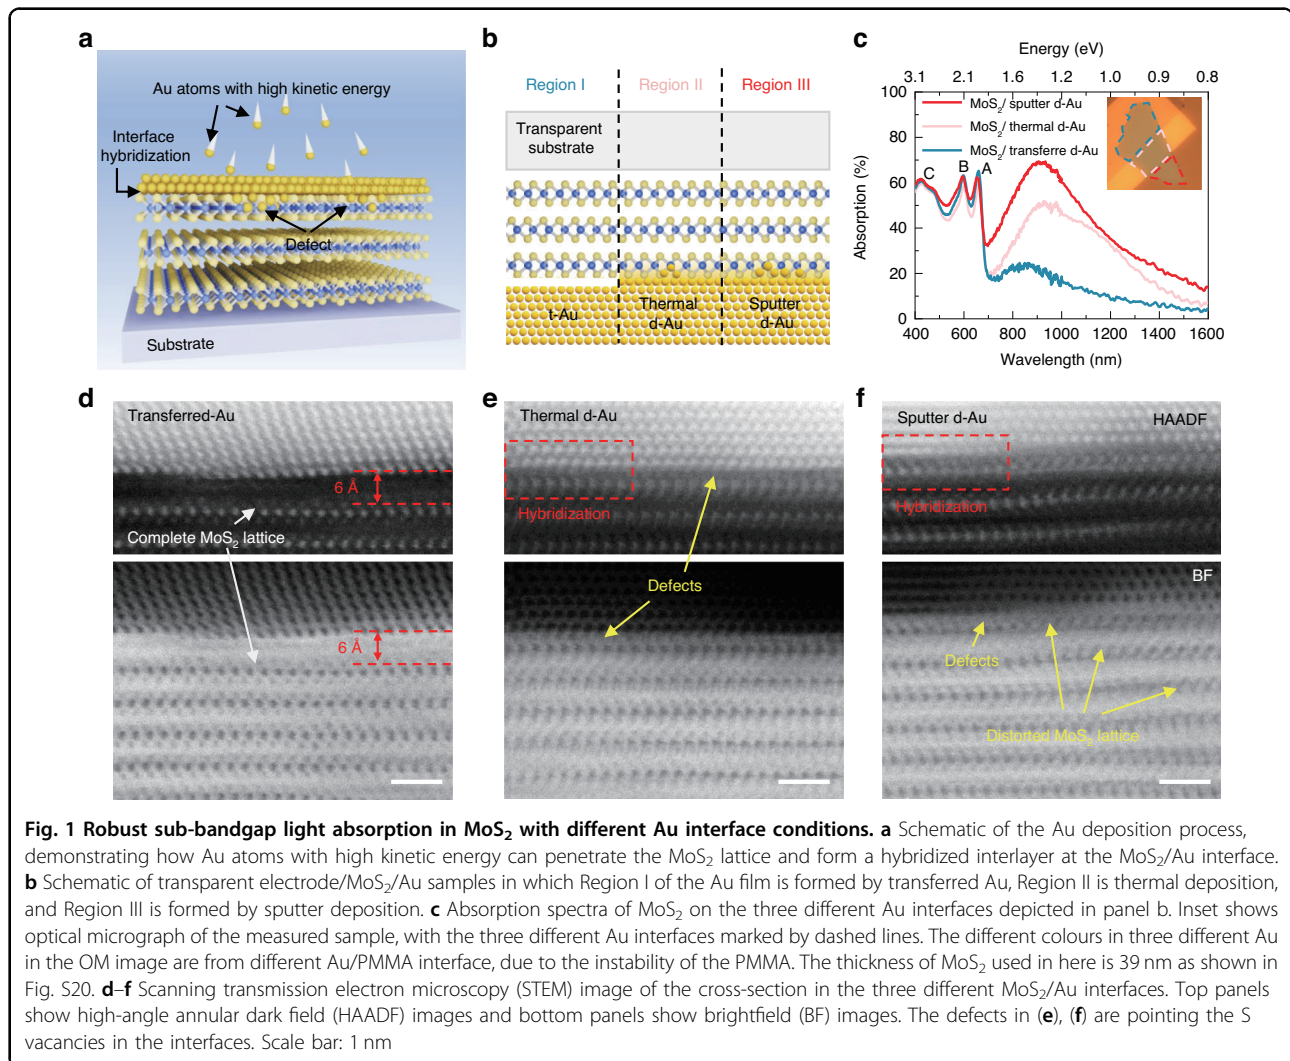 a
Au atoms with high kinetic energy
Interface
hybridization
Defect
Substrate
b
Region I
Region II
Region III
Transparent
substrate
t-Au
Thermal
d-Au
Sputter
d-Au
c
Energy (eV)
3.1 2.1 1.6 1.2 1.0 0.9 0.8
100
80
60
40
20
0
Absorption (%)
MoS2/ sputter d-Au
MoS2/ thermal d-Au
MoS2/ transferre d-Au
C B A
400 600 800 1000 1200 1400 1600
Wavelength (nm)
d
Transferred-Au
6 Å
Complete MoS2 lattice
6 Å
e
Thermal d-Au
Hybridization
Defects
f
Sputter d-Au
HAADF
Hybridization
BF
Defects
Distorted MoS2 lattice
Fig. 1 Robust sub-bandgap light absorption in MoS2 with different Au interface conditions. a Schematic of the Au deposition process,
demonstrating how Au atoms with high kinetic energy can penetrate the MoS2 lattice and form a hybridized interlayer at the MoS2/Au interface.
b Schematic of transparent electrode/MoS2/Au samples in which Region I of the Au film is formed by transferred Au, Region II is thermal deposition,
and Region III is formed by sputter deposition. c Absorption spectra of MoS2 on the three different Au interfaces depicted in panel b. Inset shows
optical micrograph of the measured sample, with the three different Au interfaces marked by dashed lines. The different colours in three different Au
in the OM image are from different Au/PMMA interface, due to the instability of the PMMA. The thickness of MoS2 used in here is 39 nm as shown in
Fig. S20. d–f Scanning transmission electron microscopy (STEM) image of the cross-section in the three different MoS2/Au interfaces. Top panels
show high-angle annular dark field (HAADF) images and bottom panels show brightfield (BF) images. The defects in (e), (f) are pointing the S
vacancies in the interfaces. Scale bar: 1 nm